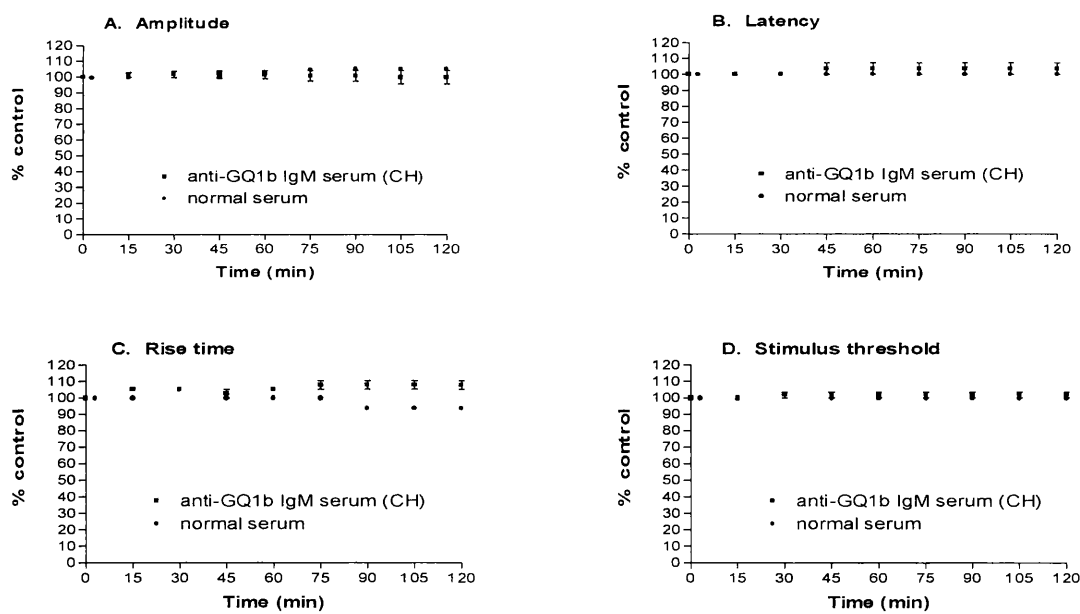 A. Amplitude
% control
120
110
100
90
80
70
60
50
40
30
20
10
0
anti-GQ1b IgM serum (CH)
normal serum
0 15 30 45 60 75 90 105 120
Time (min)
B. Latency
% control
120
110
100
90
80
70
60
50
40
30
20
10
0
anti-GQ1b IgM serum (CH)
normal serum
0 15 30 45 60 75 90 105 120
Time (min)
C. Rise time
% control
120
110
100
90
80
70
60
50
40
30
20
10
0
anti-GQ1b IgM serum (CH)
normal serum
0 15 30 45 60 75 90 105 120
Time (min)
D. Stimulus threshold
% control
120
110
100
90
80
70
60
50
40
30
20
10
0
anti-GQ1b IgM serum (CH)
normal serum
0 15 30 45 60 75 90 105 120
Time (min)